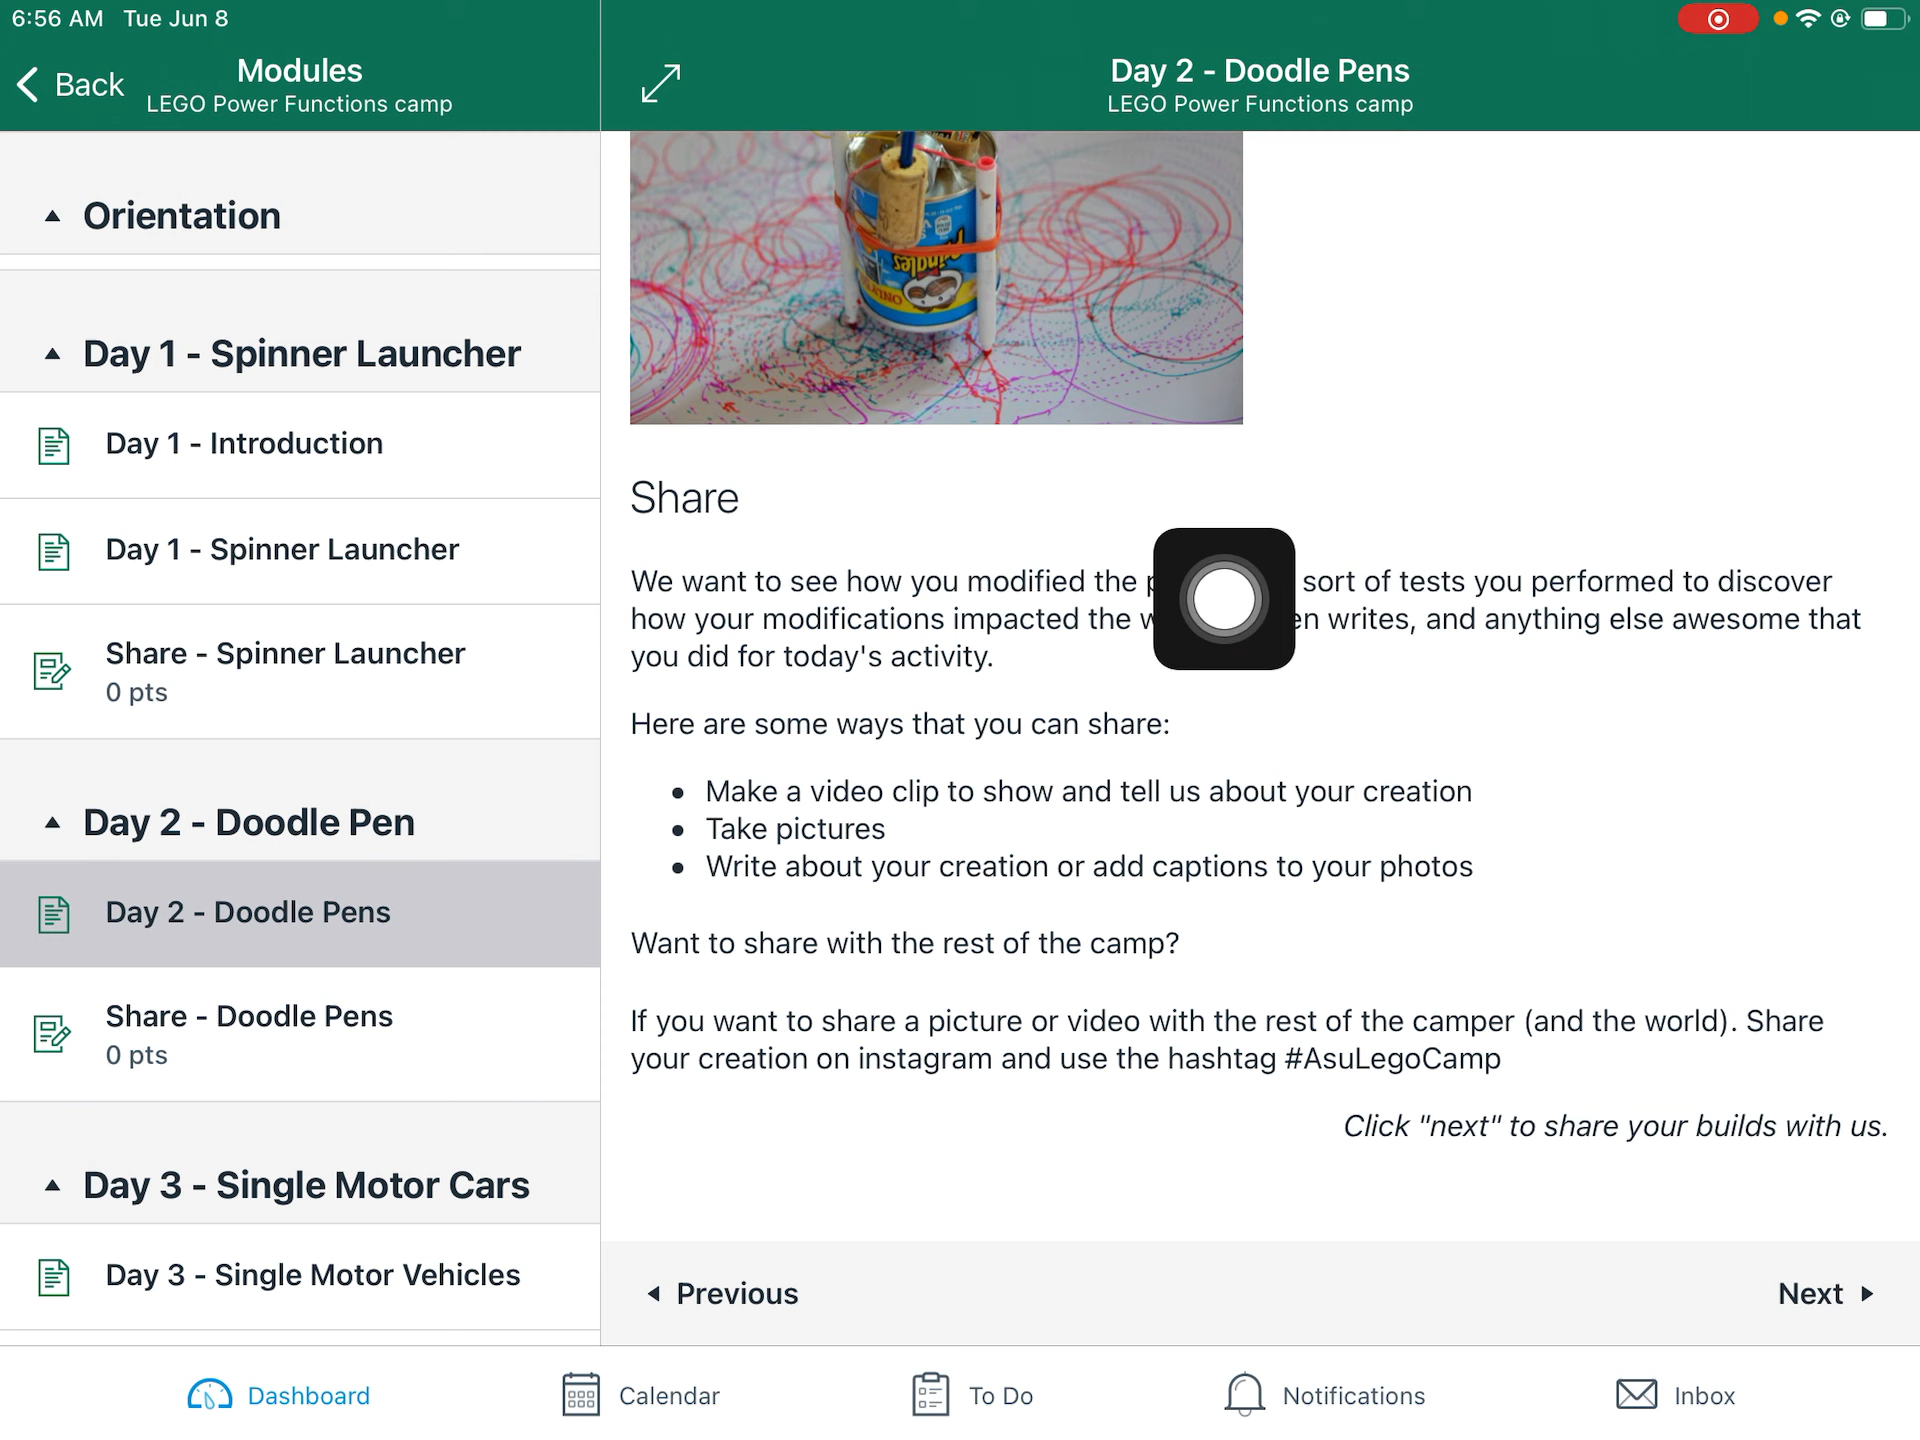 6:56 AM Tue Jun 8
Back
Modules
LEGO Power Functions camp
Day 2 - Doodle Pens
LEGO Power Functions camp
Orientation
Day 1 - Spinner Launcher
Day 1 - Introduction
Day 1 - Spinner Launcher
Share - Spinner Launcher
0 pts
Day 2 - Doodle Pen
Day 2 - Doodle Pens
Share - Doodle Pens
0 pts
Day 3 - Single Motor Cars
Day 3 - Single Motor Vehicles
Pringles
Share
We want to see how you modified the sort of tests you performed to discover
how your modifications impacted the writes, and anything else awesome that
you did for today's activity.
Here are some ways that you can share:
• Make a video clip to show and tell us about your creation
• Take pictures
• Write about your creation or add captions to your photos
Want to share with the rest of the camp?
If you want to share a picture or video with the rest of the camper (and the world). Share
your creation on instagram and use the hashtag #AsuLegoCamp
Click "next" to share your builds with us.
Previous
Next
Dashboard
Calendar
To Do
Notifications
Inbox